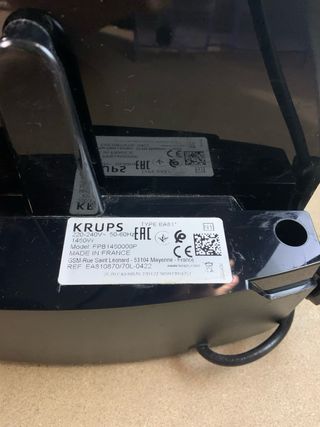 KRUPS TYPE EA81*
220-240V~ 50-60Hz
1450W
Model: FPB1450000P
MADE IN FRANCE
GSM Rue Saint Léonard - 53104 Mayenne - France
REF. EA810870/70L-0422